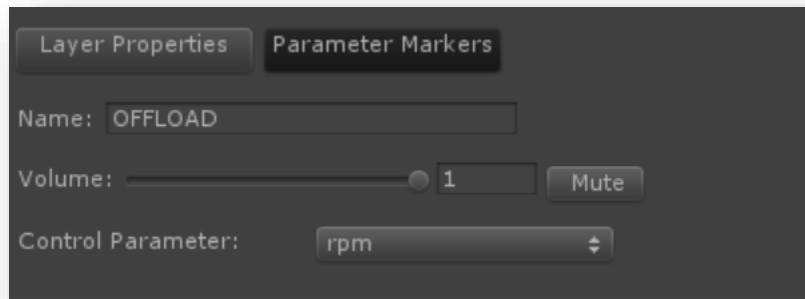 Layer Properties Parameter Markers
Name: OFFLOAD
Volume: 1 Mute
Control Parameter: rpm